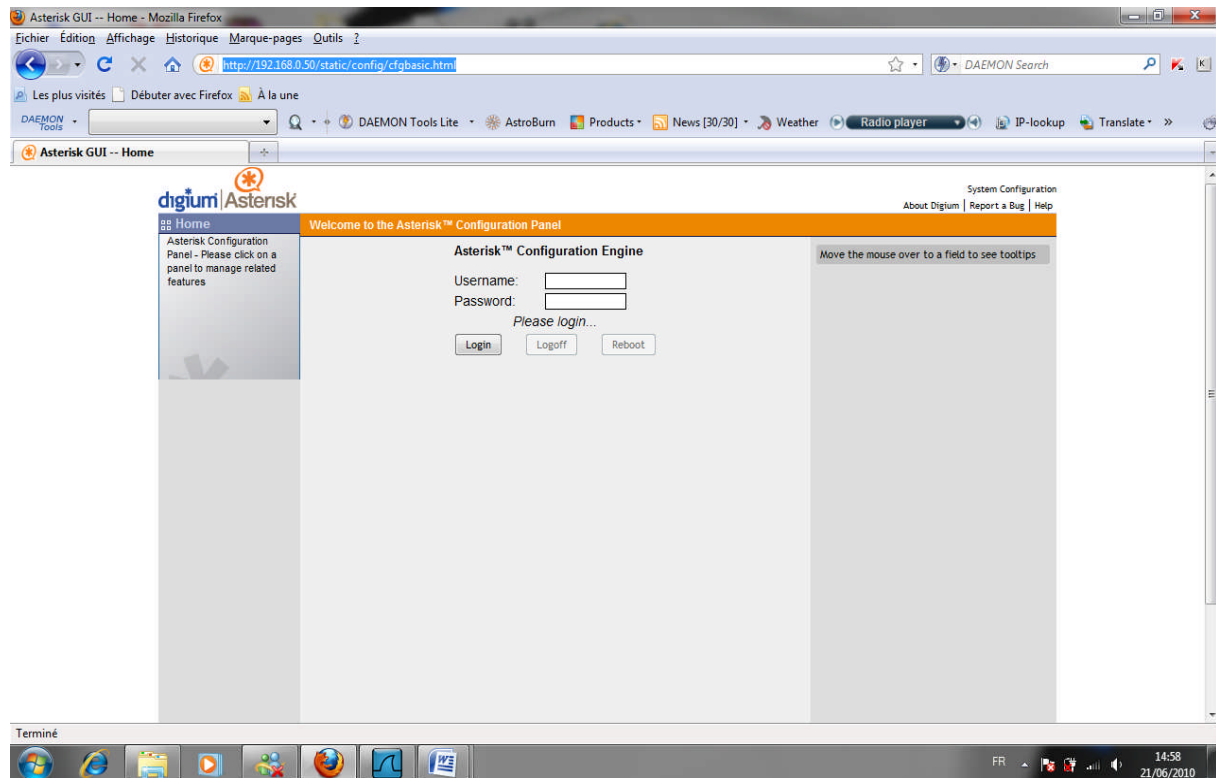 Asterisk GUI -- Home - Mozilla Firefox
Fichier Édition Affichage Historique Marque-pages Outils ?
http://192.168.0.50/static/config/cfgbasic.html
DAEMON Search
Les plus visités Débuter avec Firefox À la une
DAEMON Tools
DAEMON Tools Lite AstroBurn Products News [30/30] Weather Radio player IP-lookup Translate »
Asterisk GUI -- Home
digium Asterisk
System Configuration
About Digium | Report a Bug | Help
Home
Welcome to the Asterisk™ Configuration Panel
Asterisk Configuration
Panel - Please click on a
panel to manage related
features
Asterisk™ Configuration Engine
Move the mouse over to a field to see tooltips
Username:
Password:
Please login...
Login Logoff Reboot
Terminé
FR
14:58
21/06/2010